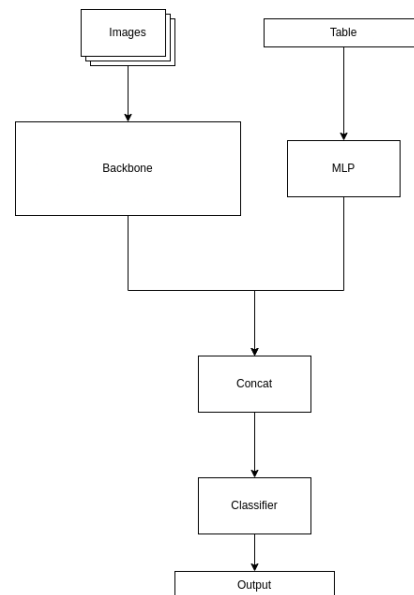 Images
Table
Backbone
MLP
Concat
Classifier
Output